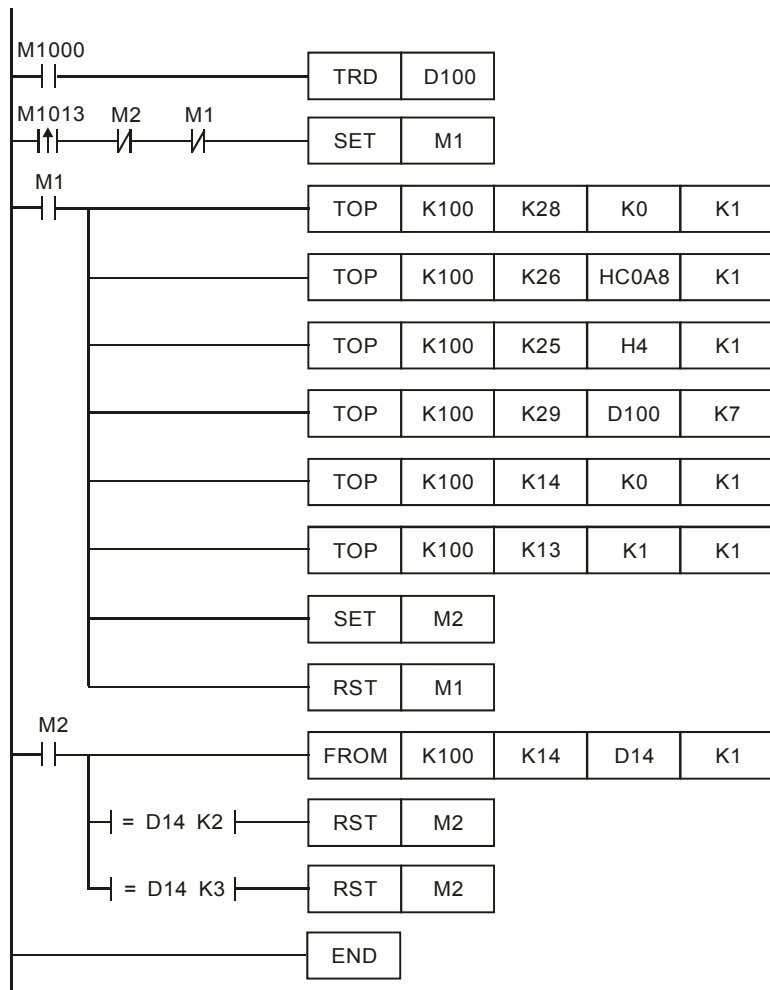 M1000
TRD D100
M1013 M2 M1
SET M1
M1
TOP K100 K28 K0 K1
TOP K100 K26 HC0A8 K1
TOP K100 K25 H4 K1
TOP K100 K29 D100 K7
TOP K100 K14 K0 K1
TOP K100 K13 K1 K1
SET M2
RST M1
M2
FROM K100 K14 D14 K1
= D14 K2 RST M2
= D14 K3 RST M2
END